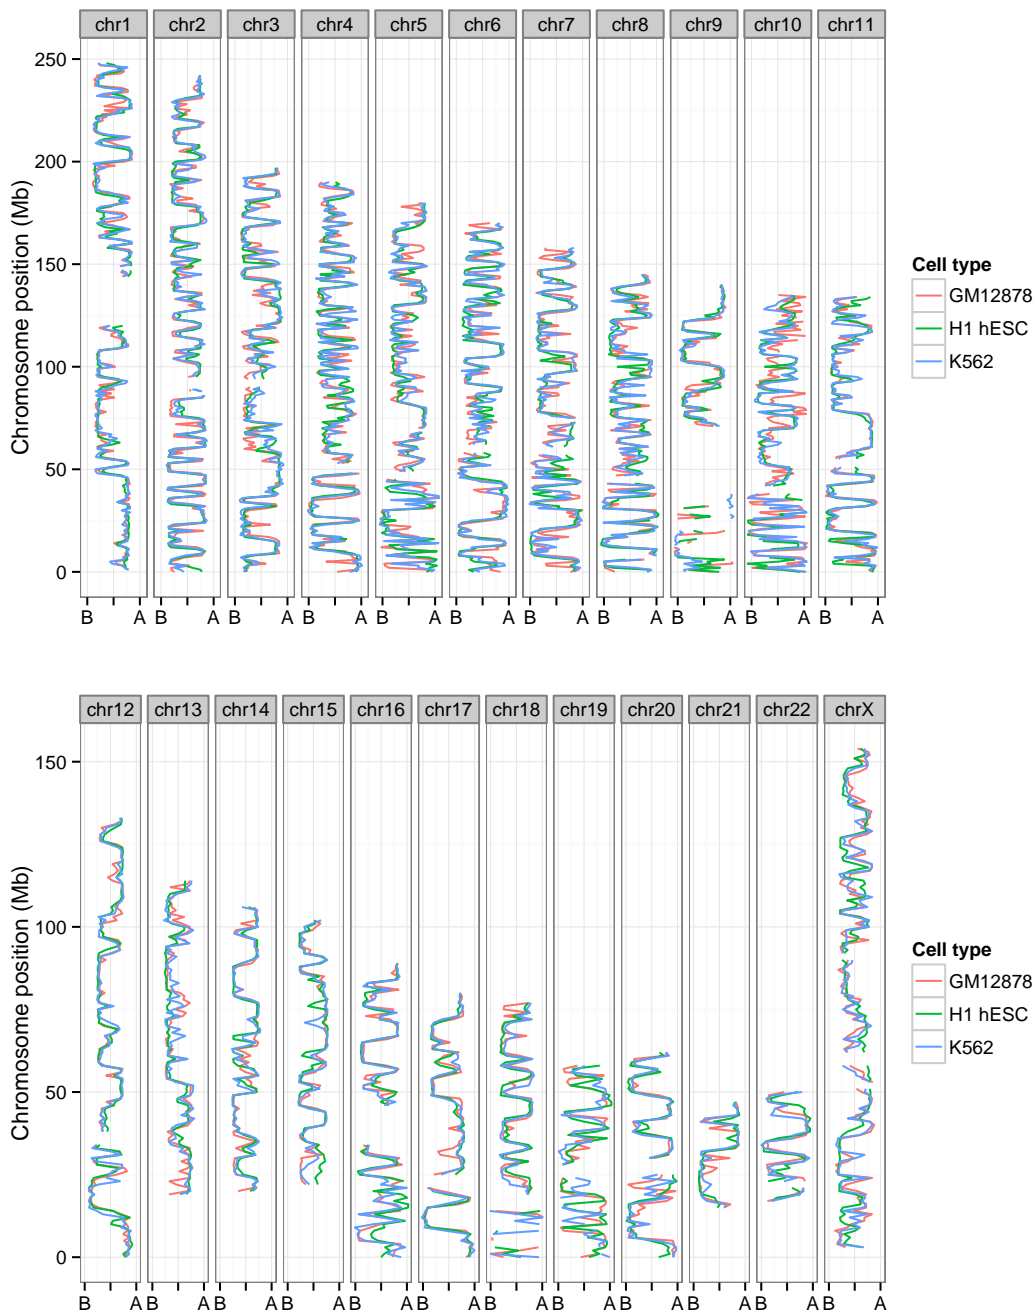 chr1 chr2 chr3 chr4 chr5 chr6 chr7 chr8 chr9 chr10 chr11
250
200
150
100
50
0
Chromosome position (Mb)
B A B A B A B A B A B A B A B A B A B A B A
Cell type
GM12878
H1 hESC
K562
chr12 chr13 chr14 chr15 chr16 chr17 chr18 chr19 chr20 chr21 chr22 chrX
150
100
50
0
Chromosome position (Mb)
B A B A B A B A B A B A B A B A B A B A B A B A
Cell type
GM12878
H1 hESC
K562